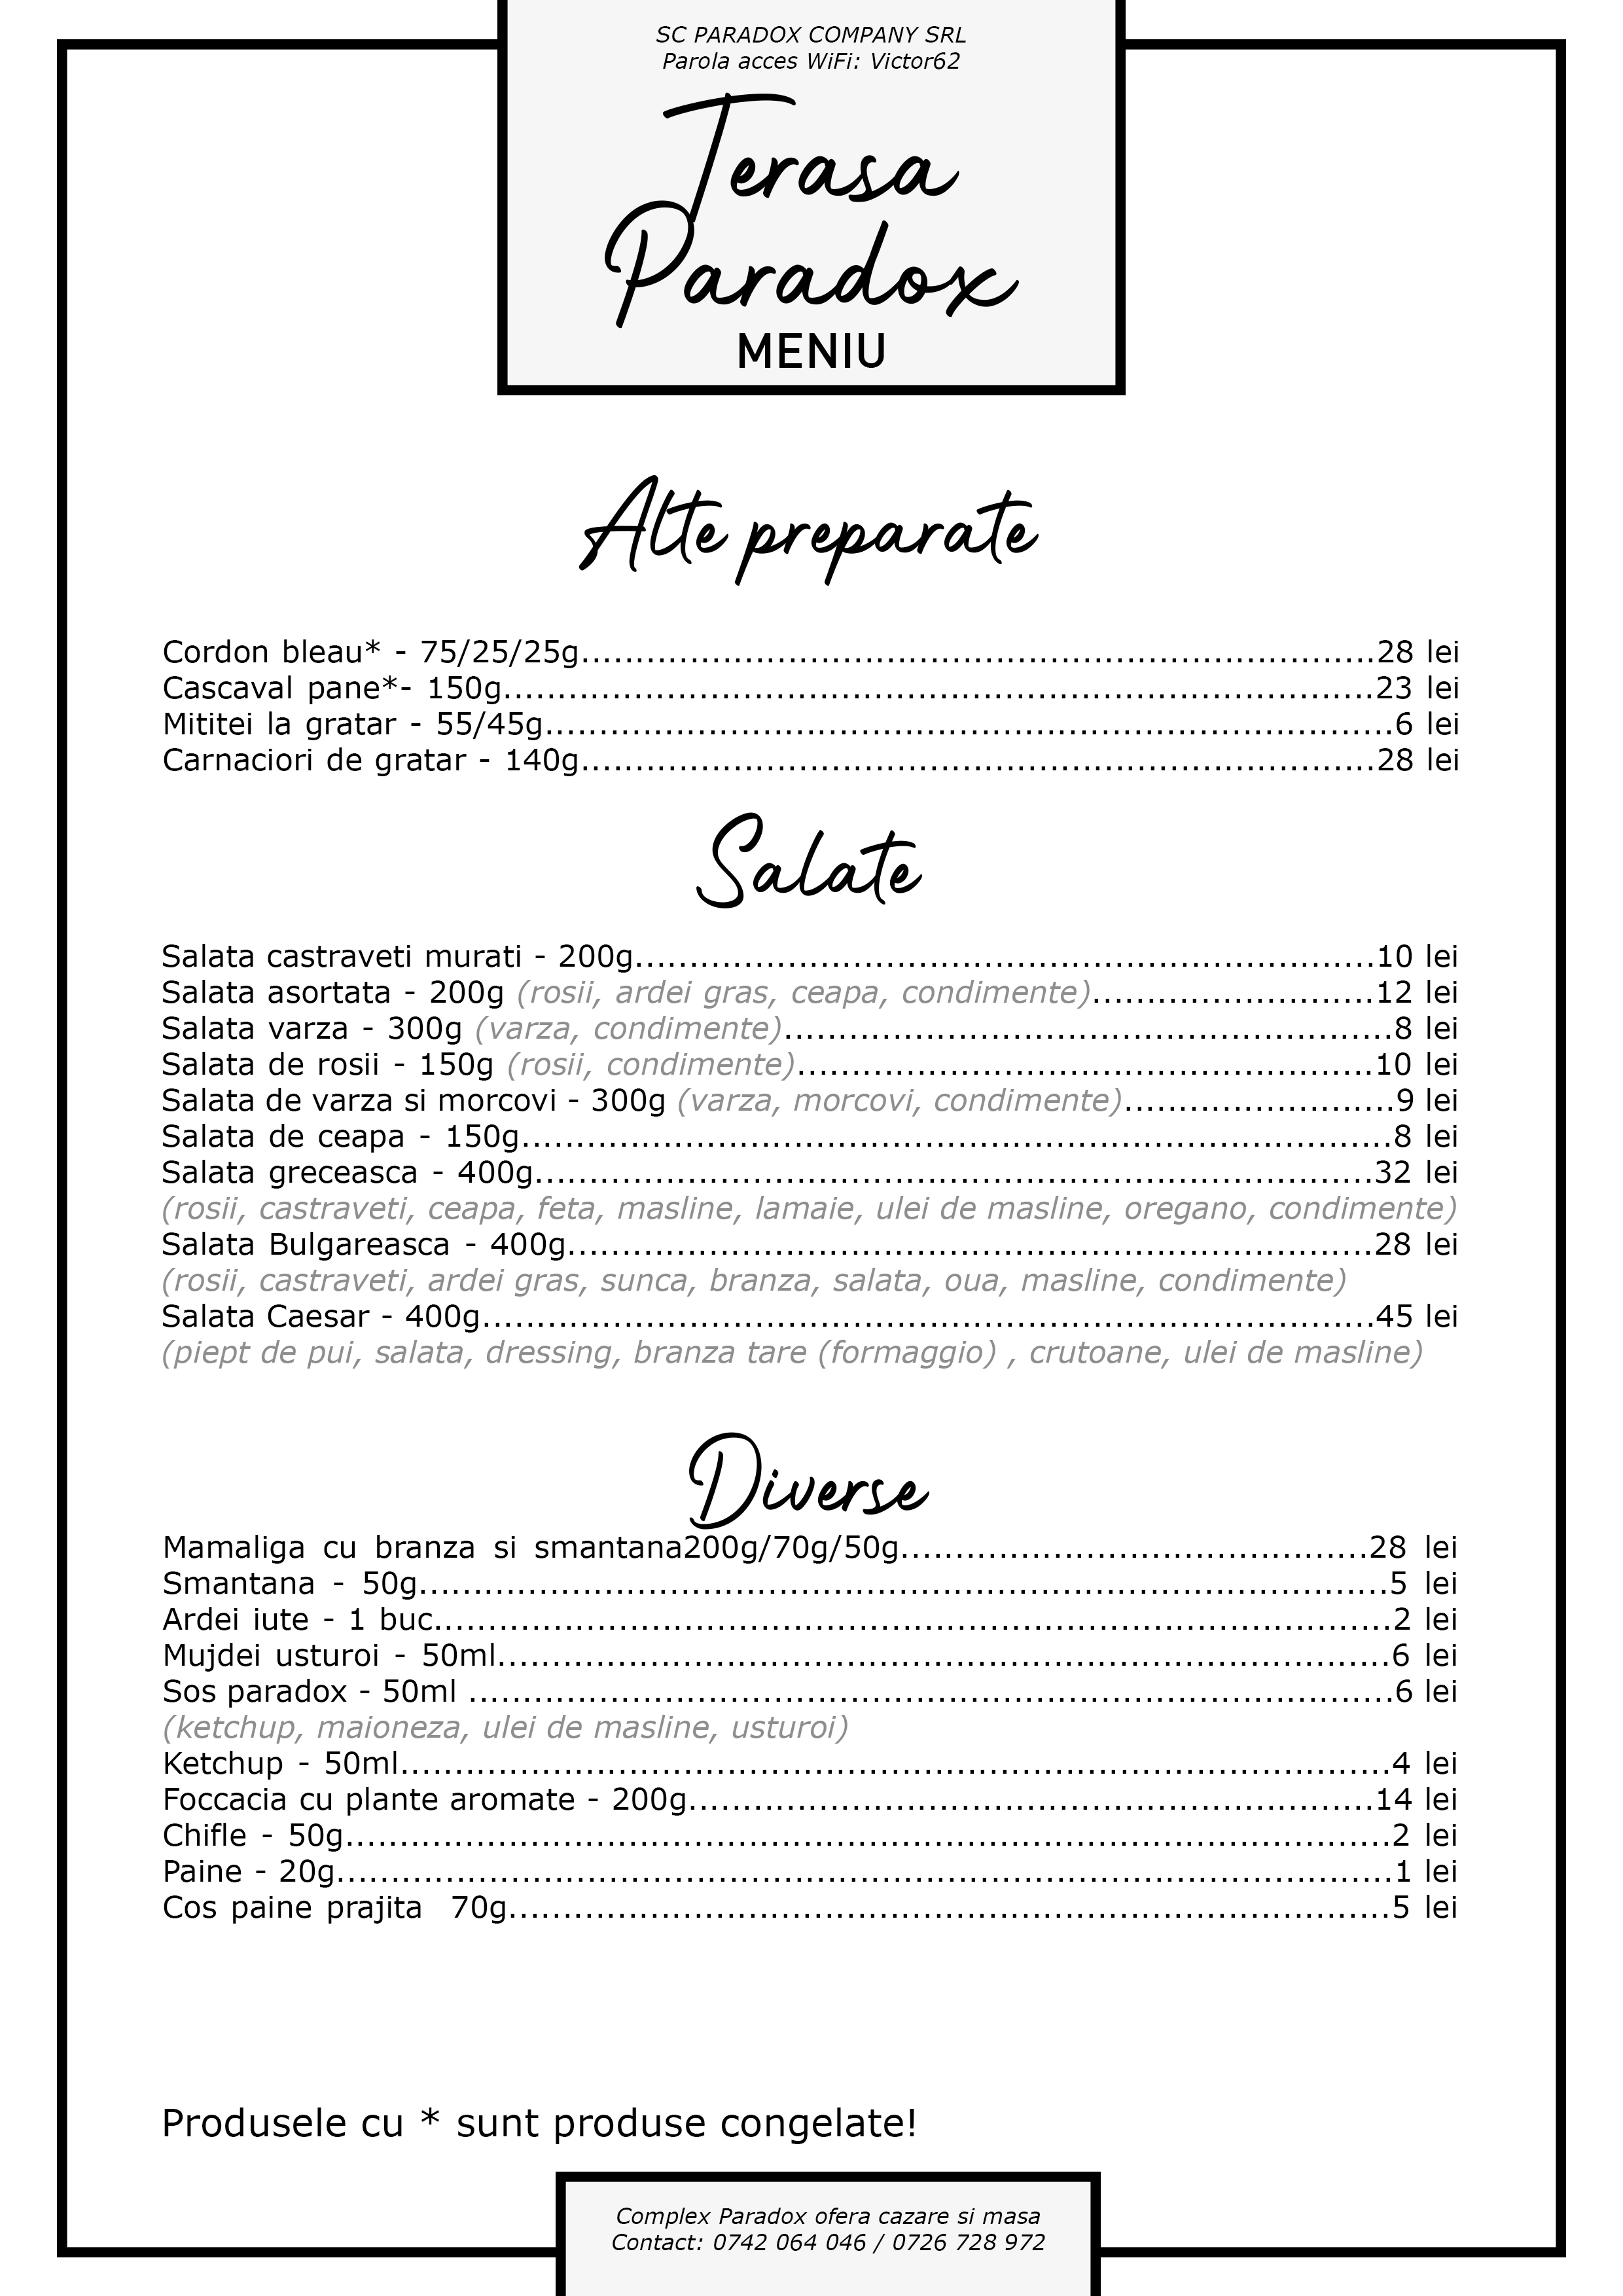 SC PARADOX COMPANY SRL
Parola acces WiFi: Victor62
Terasa
Paradox
MENIU
Alte preparate
Cordon bleau* - 75/25/25g..........................................................28 lei
Cascaval pane*- 150g................................................................23 lei
Mititei la gratar - 55/45g..............................................................6 lei
Carnaciori de gratar - 140g..........................................................28 lei
Salate
Salata castraveti murati - 200g......................................................10 lei
Salata asortata - 200g (rosii, ardei gras, ceapa, condimente).....................12 lei
Salata varza - 300g (varza, condimente).............................................8 lei
Salata de rosii - 150g (rosii, condimente)..........................................10 lei
Salata de varza si morcovi - 300g (varza, morcovi, condimente)....................9 lei
Salata de ceapa - 150g................................................................8 lei
Salata greceasca - 400g.............................................................32 lei
(rosii, castraveti, ceapa, feta, masline, lamaie, ulei de masline, oregano, condimente)
Salata Bulgareasca - 400g...........................................................28 lei
(rosii, castraveti, ardei gras, sunca, branza, salata, oua, masline, condimente)
Salata Caesar - 400g.................................................................45 lei
(piept de pui, salata, dressing, branza tare (formaggio) , crutoane, ulei de masline)
Diverse
Mamaliga cu branza si smantana200g/70g/50g..................................28 lei
Smantana - 50g.......................................................................5 lei
Ardei iute - 1 buc......................................................................2 lei
Mujdei usturoi - 50ml.................................................................6 lei
Sos paradox - 50ml ....................................................................6 lei
(ketchup, maioneza, ulei de masline, usturoi)
Ketchup - 50ml.........................................................................4 lei
Foccacia cu plante aromate - 200g..................................................14 lei
Chifle - 50g.............................................................................2 lei
Paine - 20g..............................................................................1 lei
Cos paine prajita 70g.................................................................5 lei
Produsele cu * sunt produse congelate!
Complex Paradox ofera cazare si masa
Contact: 0742 064 046 / 0726 728 972